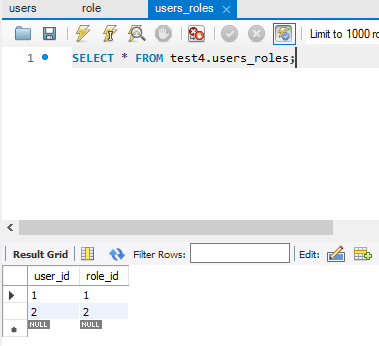 users role users_roles
Limit to 1000 ro
1 SELECT * FROM test4.users_roles;
Result Grid Filter Rows: Edit:
user_id role_id
1 1
2 2
NULL NULL